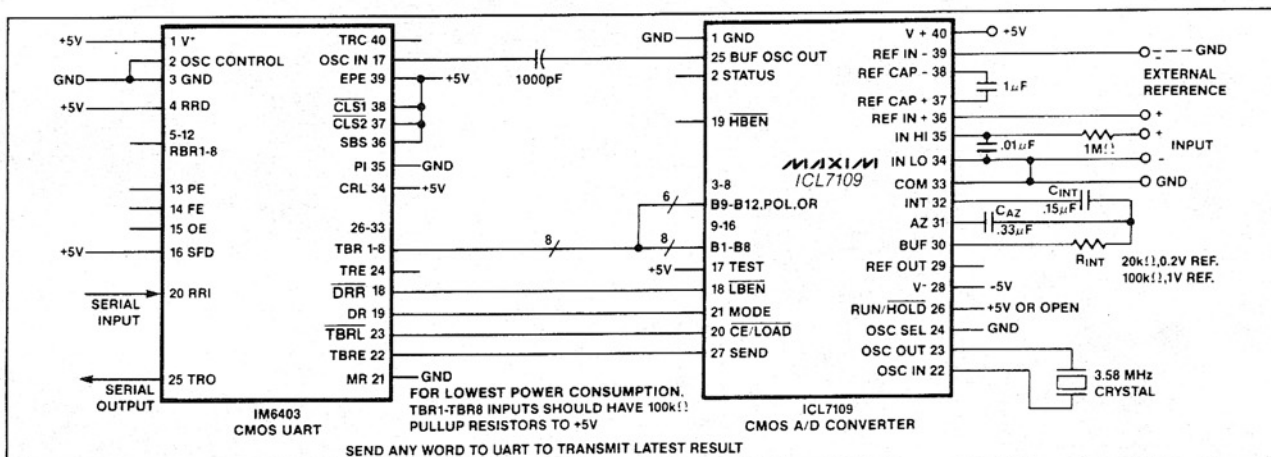 +5V
1 V+
2 OSC CONTROL
GND
3 GND
+5V
4 RRD
5-12
RBR1-8
13 PE
14 FE
15 OE
+5V
16 SFD
20 RRI
SERIAL
INPUT
25 TRO
SERIAL
OUTPUT
TRC 40
OSC IN 17
EPE 39
+5V
CLS1 38
CLS2 37
SBS 36
PI 35
GND
CRL 34
+5V
26-33
TBR 1-8
TRE 24
DRR 18
DR 19
TBRL 23
TBRE 22
MR 21
GND
IM6403
CMOS UART
1000pF
8
6
8
FOR LOWEST POWER CONSUMPTION,
TBR1-TBR8 INPUTS SHOULD HAVE 100kΩ
PULLUP RESISTORS TO +5V
GND
1 GND
25 BUF OSC OUT
2 STATUS
19 HBEN
MAXIM
ICL7109
3-8
B9-B12,POL,OR
9-16
B1-B8
+5V
17 TEST
18 LBEN
21 MODE
20 CE/LOAD
27 SEND
V + 40
+5V
REF IN - 39
- GND
REF CAP - 38
EXTERNAL
REFERENCE
1µF
REF CAP + 37
REF IN + 36
+
IN HI 35
+
.01µF
1MΩ
INPUT
IN LO 34
-
COM 33
GND
INT 32
CINT
.15µF
AZ 31
CAZ
.33µF
BUF 30
RINT
20kΩ,0.2V REF.
100kΩ,1V REF.
REF OUT 29
V- 28
-5V
RUN/HOLD 26
+5V OR OPEN
OSC SEL 24
GND
OSC OUT 23
OSC IN 22
3.58 MHz
CRYSTAL
ICL7109
CMOS A/D CONVERTER
SEND ANY WORD TO UART TO TRANSMIT LATEST RESULT